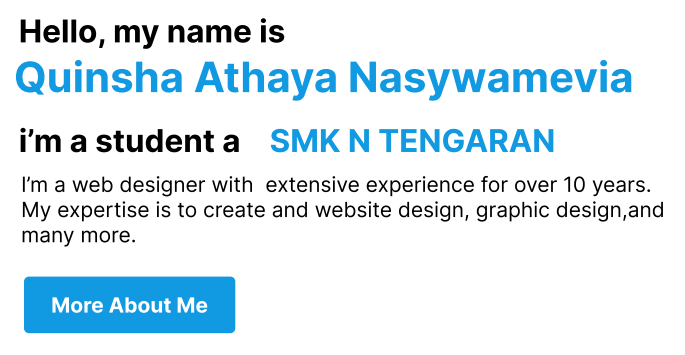 Hello, my name is
Quinsha Athaya Nasywamevia
i’m a student a SMK N TENGARAN
I’m a web designer with extensive experience for over 10 years.
My expertise is to create and website design, graphic design,and
many more.
More About Me